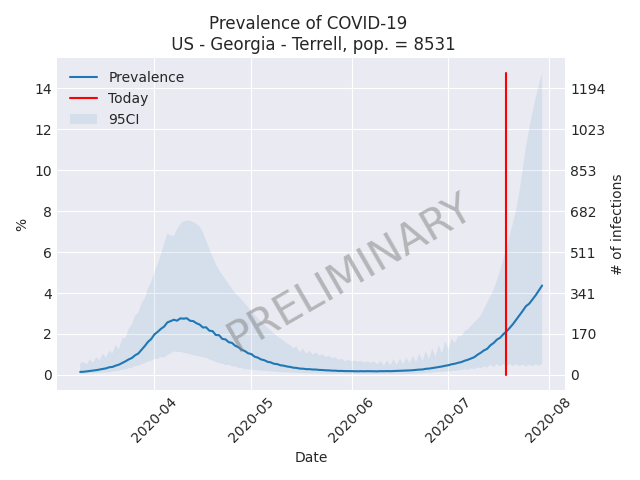 Prevalence of COVID-19
US - Georgia - Terrell, pop. = 8531
Prevalence
Today
95CI
14
12
10
8
6
4
2
0
%
1194
1023
853
682
511
341
170
0
# of infections
PRELIMINARY
2020-04
2020-05
2020-06
2020-07
2020-08
Date